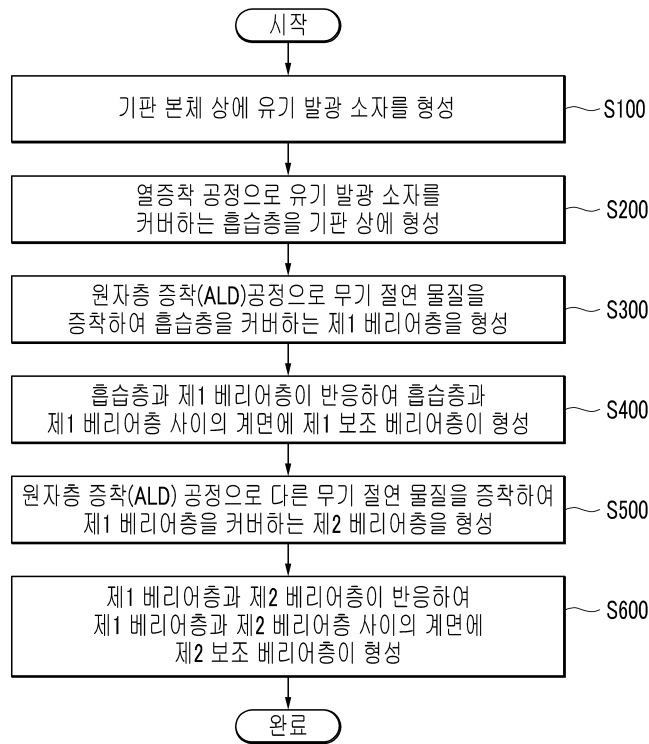 시작
기판 본체 상에 유기 발광 소자를 형성
S100
열증착 공정으로 유기 발광 소자를
커버하는 흡습층을 기판 상에 형성
S200
원자층 증착(ALD)공정으로 무기 절연 물질을
증착하여 흡습층을 커버하는 제1 베리어층을 형성
S300
흡습층과 제1 베리어층이 반응하여 흡습층과
제1 베리어층 사이의 계면에 제1 보조 베리어층이 형성
S400
원자층 증착(ALD) 공정으로 다른 무기 절연 물질을 증착하여
제1 베리어층을 커버하는 제2 베리어층을 형성
S500
제1 베리어층과 제2 베리어층이 반응하여
제1 베리어층과 제2 베리어층 사이의 계면에
제2 보조 베리어층이 형성
S600
완료